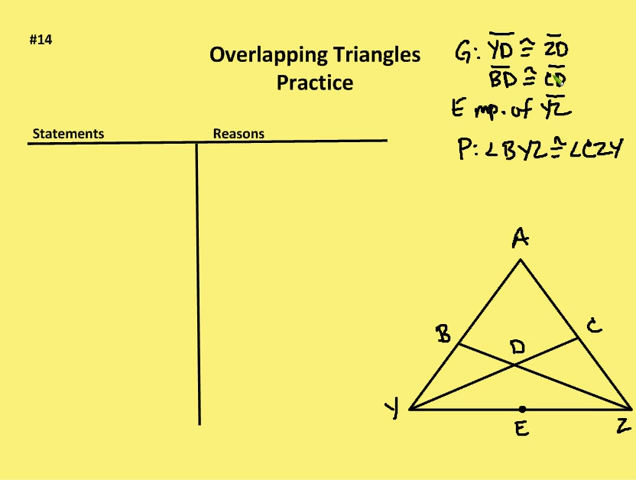 #14
Overlapping Triangles
Practice
Statements
Reasons
G: YD ≅ ZD
BD ≅ CD
E mp. of YZ
P: ∠BYZ ≅ ∠CZY
A
B
D
C
Y
E
Z